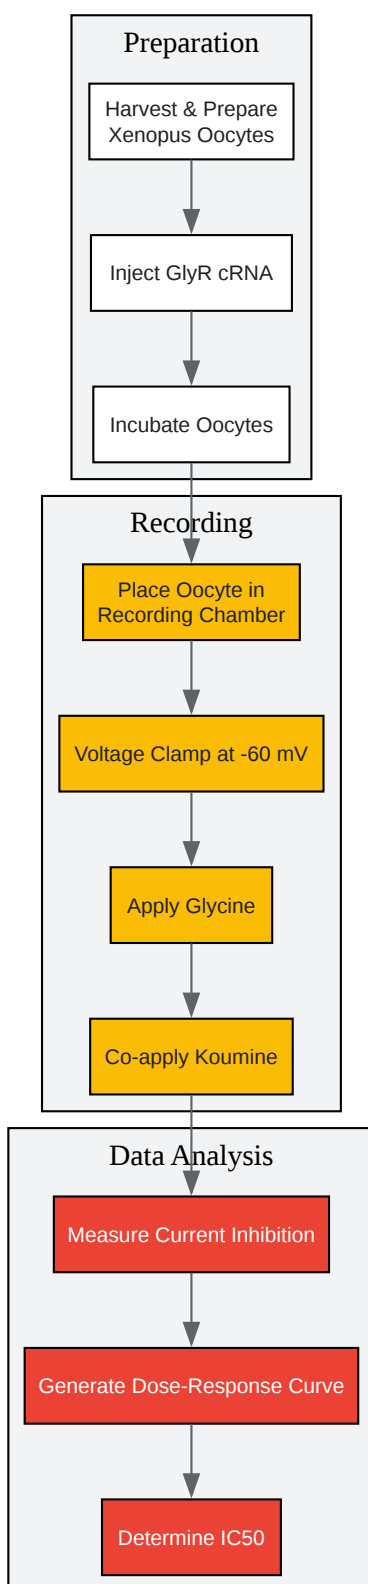 Preparation
Harvest & Prepare
Xenopus Oocytes
Inject GlyR cRNA
Incubate Oocytes
Recording
Place Oocyte in
Recording Chamber
Voltage Clamp at -60 mV
Apply Glycine
Co-apply Koumine
Data Analysis
Measure Current Inhibition
Generate Dose-Response Curve
Determine IC50